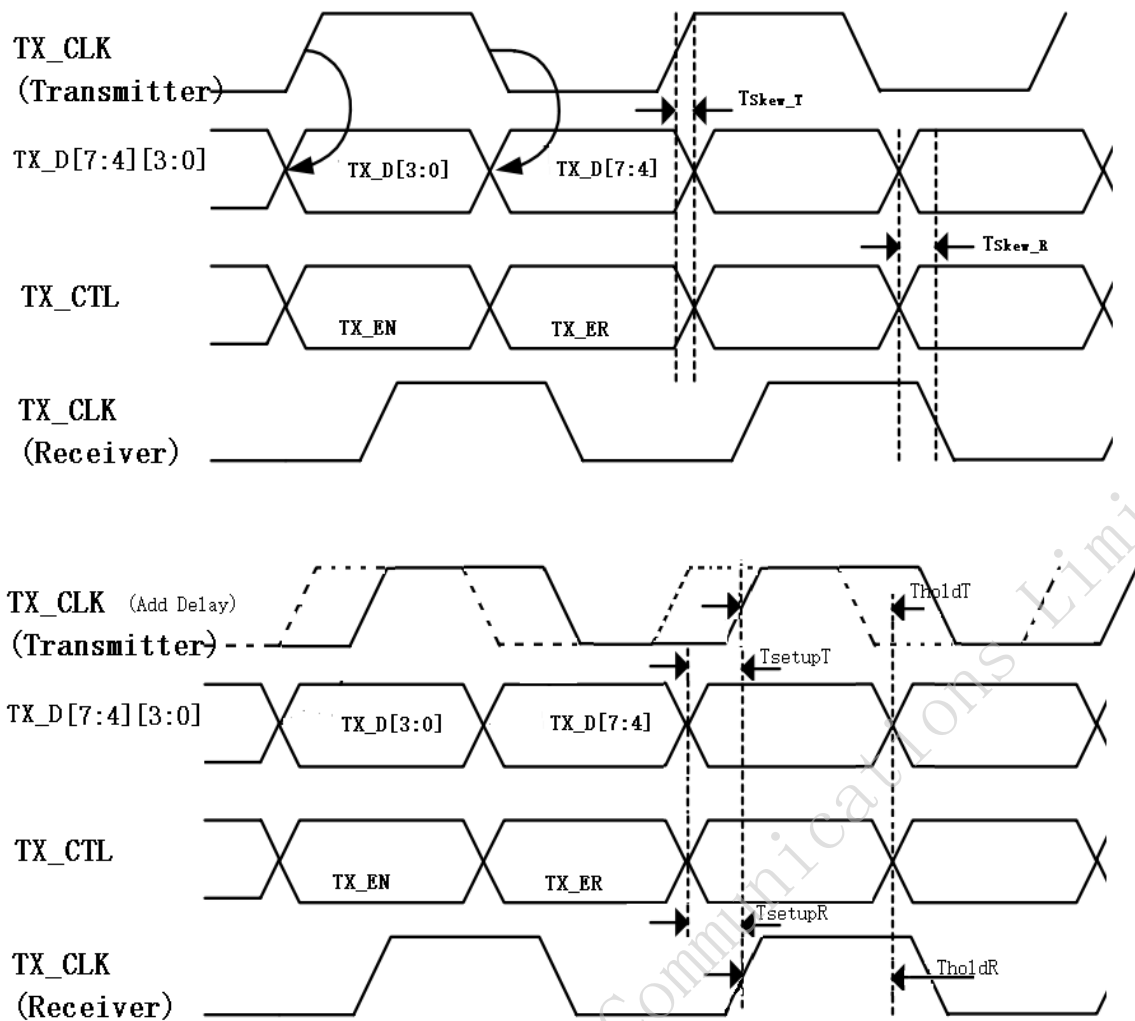 TX_CLK
(Transmitter)
TSkew_T
TX_D[7:4][3:0]
TX_D[3:0]
TX_D[7:4]
TSkew_R
TX_CTL
TX_EN
TX_ER
TX_CLK
(Receiver)
TX_CLK (Add Delay)
(Transmitter)
TholdT
TsetupT
TX_D[7:4][3:0]
TX_D[3:0]
TX_D[7:4]
TX_CTL
TX_EN
TX_ER
TsetupR
TX_CLK
(Receiver)
TholdR
Communications Limi